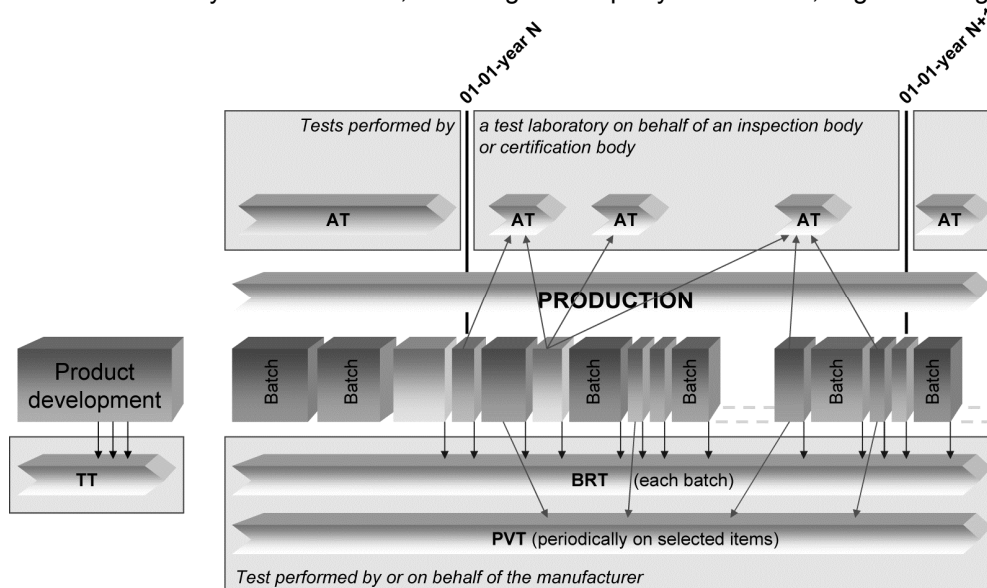 01-01-year N
01-01-year N+
Tests performed by
a test laboratory on behalf of an inspection body
or certification body
AT
AT
AT
AT
AT
PRODUCTION
Product
development
Batch
Batch
Batch
Batch
Batch
Batch
TT
BRT (each batch)
PVT (periodically on selected items)
Test performed by or on behalf of the manufacturer